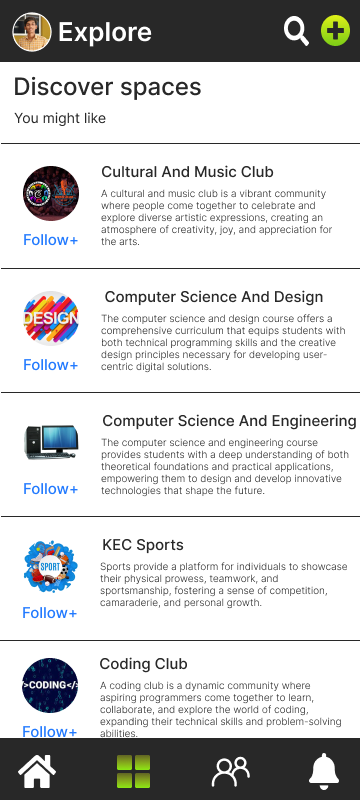 Explore
Discover spaces
You might like
Cultural And Music Club
A cultural and music club is a vibrant community
where people come together to celebrate and
explore diverse artistic expressions, creating an
atmosphere of creativity, joy, and appreciation for
the arts.
Follow+
DESIGN
Computer Science And Design
The computer science and design course offers a
comprehensive curriculum that equips students with
both technical programming skills and the creative
design principles necessary for developing user-
centric digital solutions.
Follow+
Computer Science And Engineering
The computer science and engineering course
provides students with a deep understanding of both
theoretical foundations and practical applications,
empowering them to design and develop innovative
technologies that shape the future.
Follow+
SPORT
KEC Sports
Sports provide a platform for individuals to showcase
their physical prowess, teamwork, and
sportsmanship, fostering a sense of competition,
camaraderie, and personal growth.
Follow+
/>CODING</
Coding Club
A coding club is a dynamic community where
aspiring programmers come together to learn,
collaborate, and explore the world of coding,
expanding their technical skills and problem-solving
abilities.
Follow+